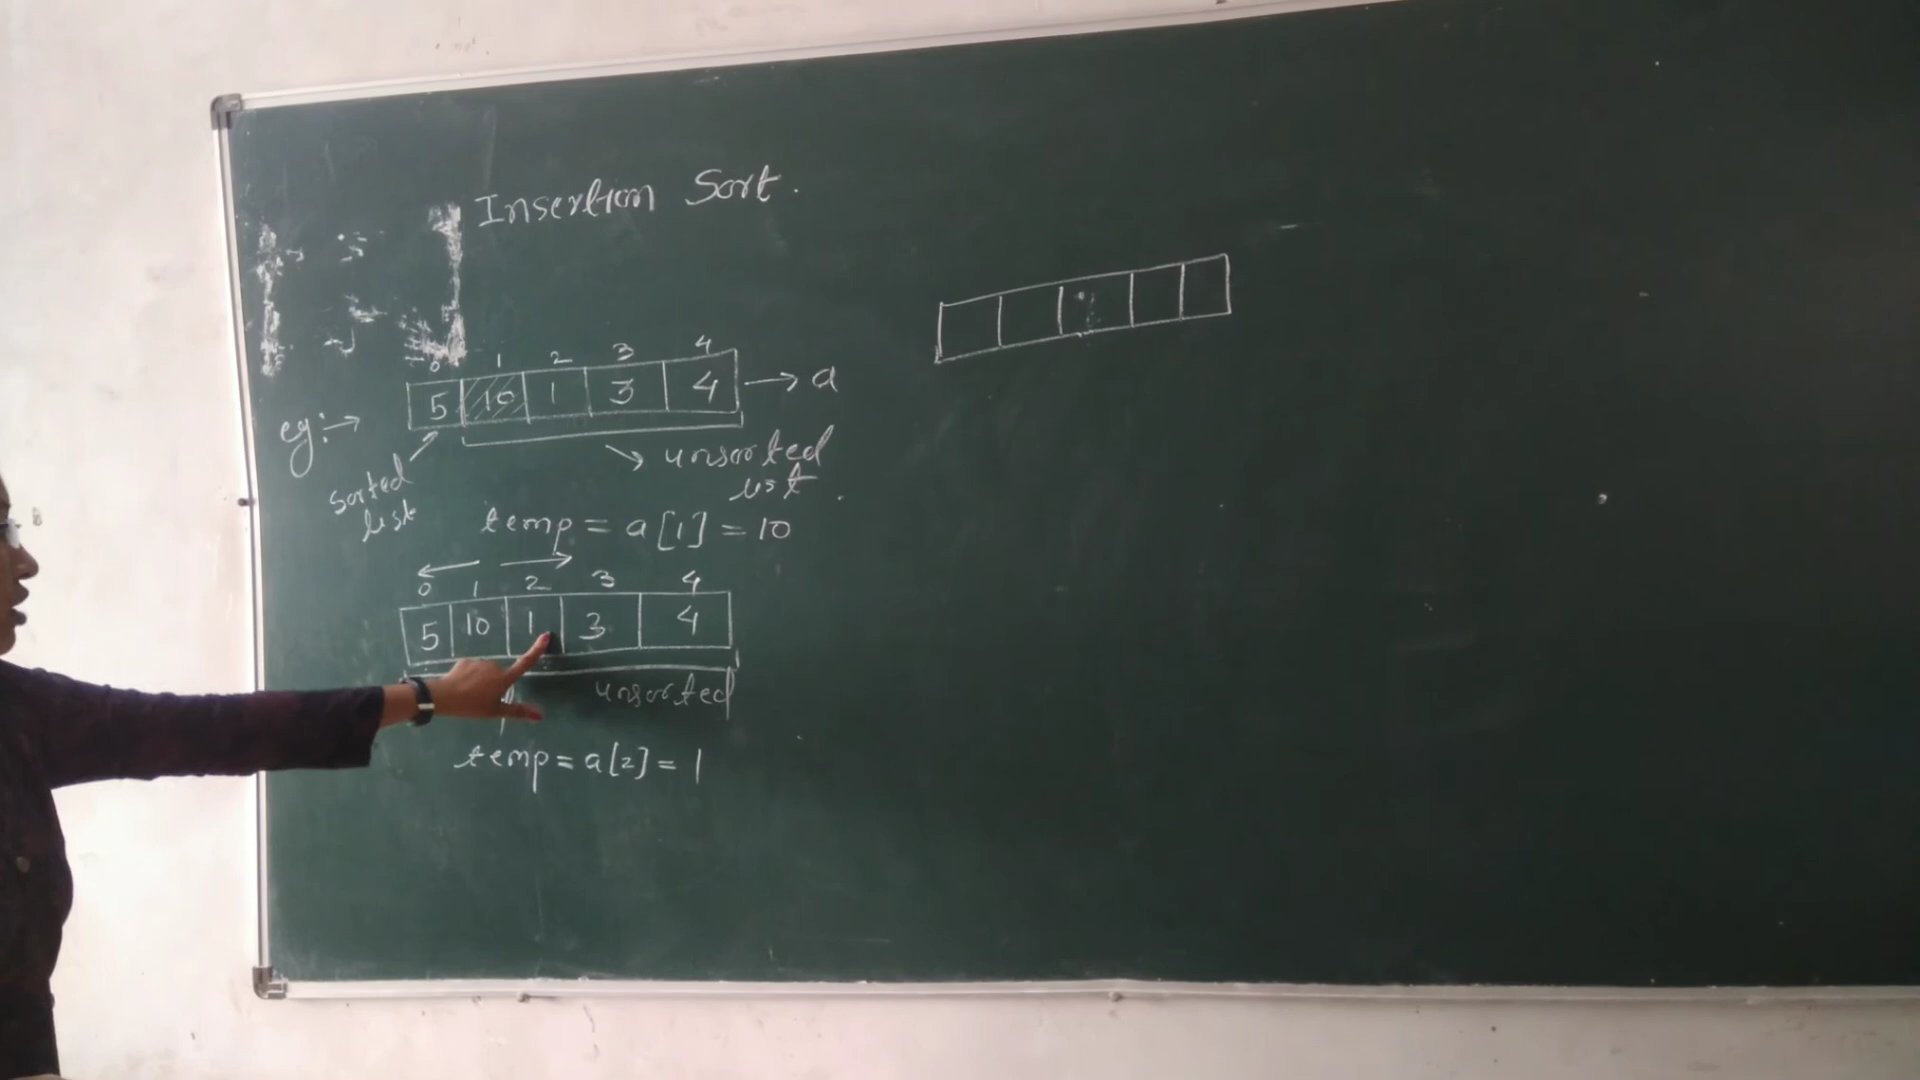 Insertion Sort.
0 1 2 3 4
eg:→ 5 10 1 3 4 → a
sorted list
unsorted list.
temp = a[1] = 10
0 1 2 3 4
5 10 1 3 4
unsorted
temp = a[2] = 1